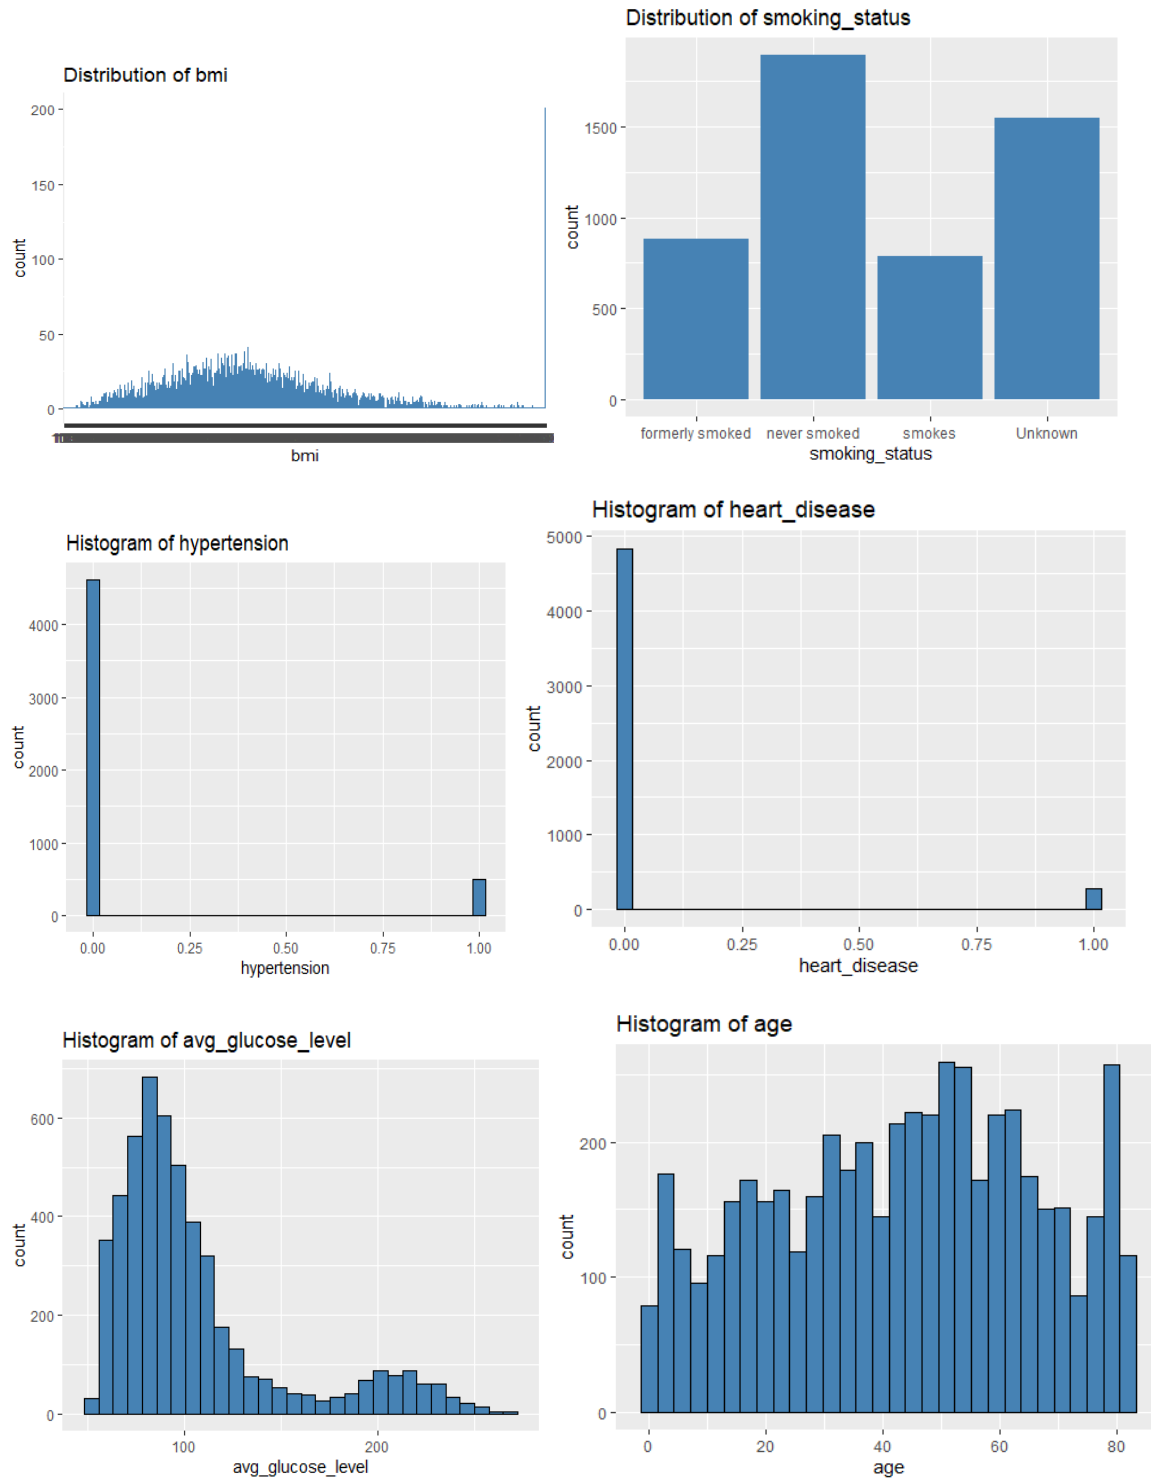 Distribution of bmi
200
150
100
50
0
count
bmi
Distribution of smoking_status
1500
1000
500
0
count
formerly smoked never smoked smokes Unknown
smoking_status
Histogram of hypertension
4000
3000
2000
1000
0
count
0.00 0.25 0.50 0.75 1.00
hypertension
Histogram of heart_disease
5000
4000
3000
2000
1000
0
count
0.00 0.25 0.50 0.75 1.00
heart_disease
Histogram of avg_glucose_level
600
400
200
0
count
100 200
avg_glucose_level
Histogram of age
200
100
0
count
0 20 40 60 80
age